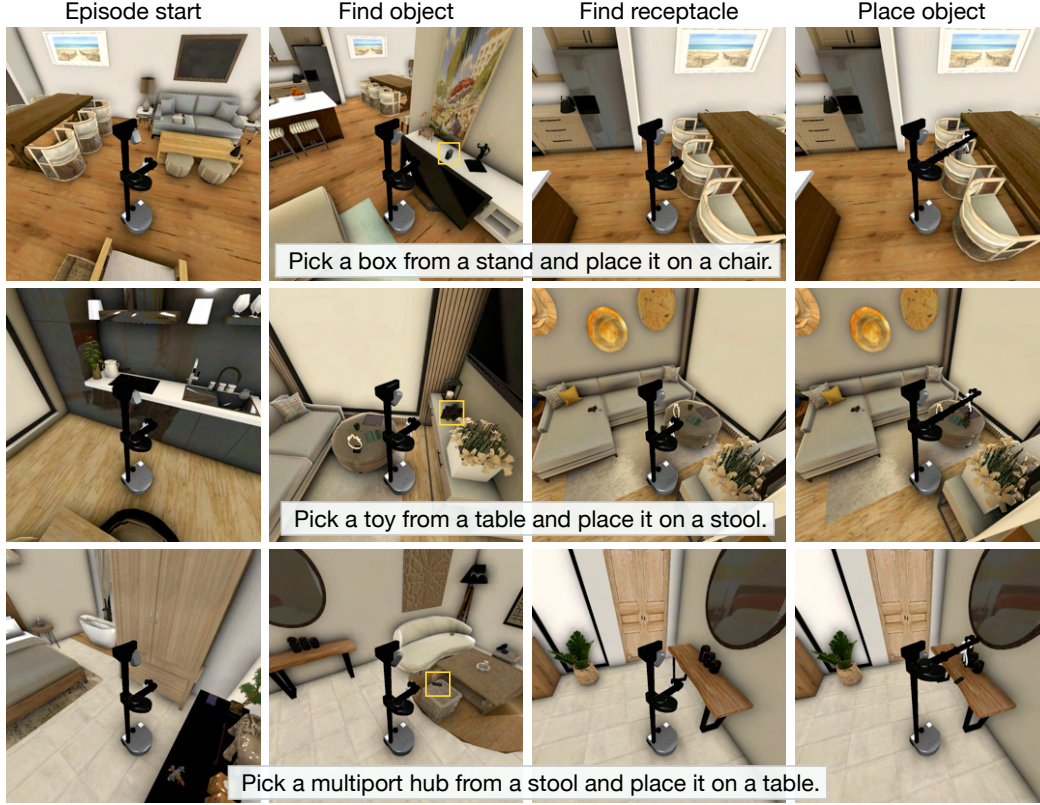 Episode start
Find object
Find receptacle
Place object
Pick a box from a stand and place it on a chair.
Pick a toy from a table and place it on a stool.
Pick a multiport hub from a stool and place it on a table.